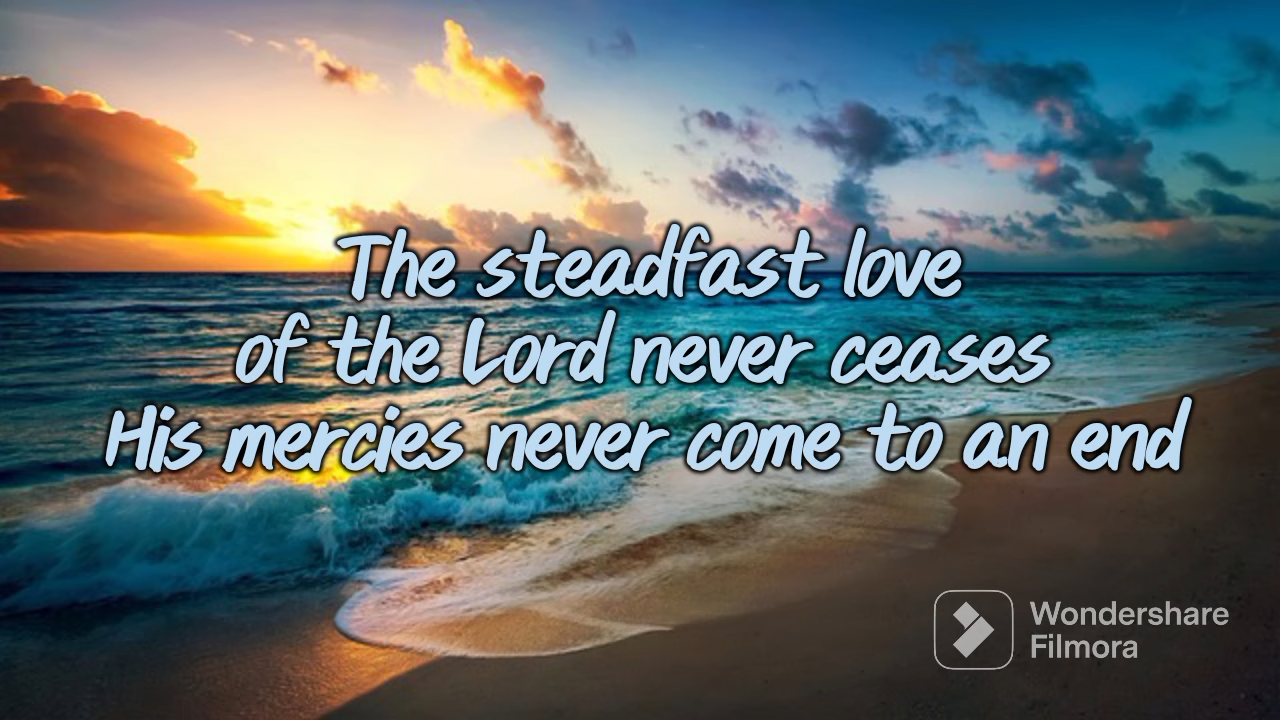 The steadfast love
of the Lord never ceases
His mercies never come to an end
Wondershare
Filmora